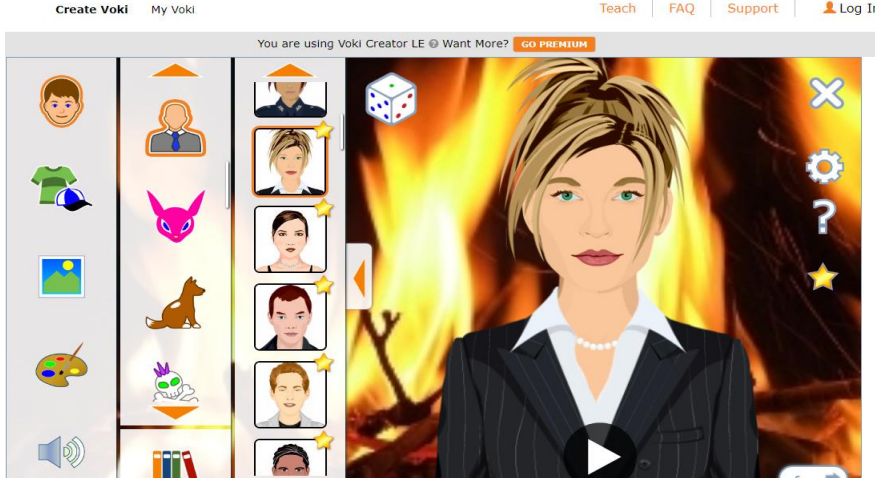 Create Voki My Voki Teach FAQ Support Log In
You are using Voki Creator LE Want More? GO PREMIUM